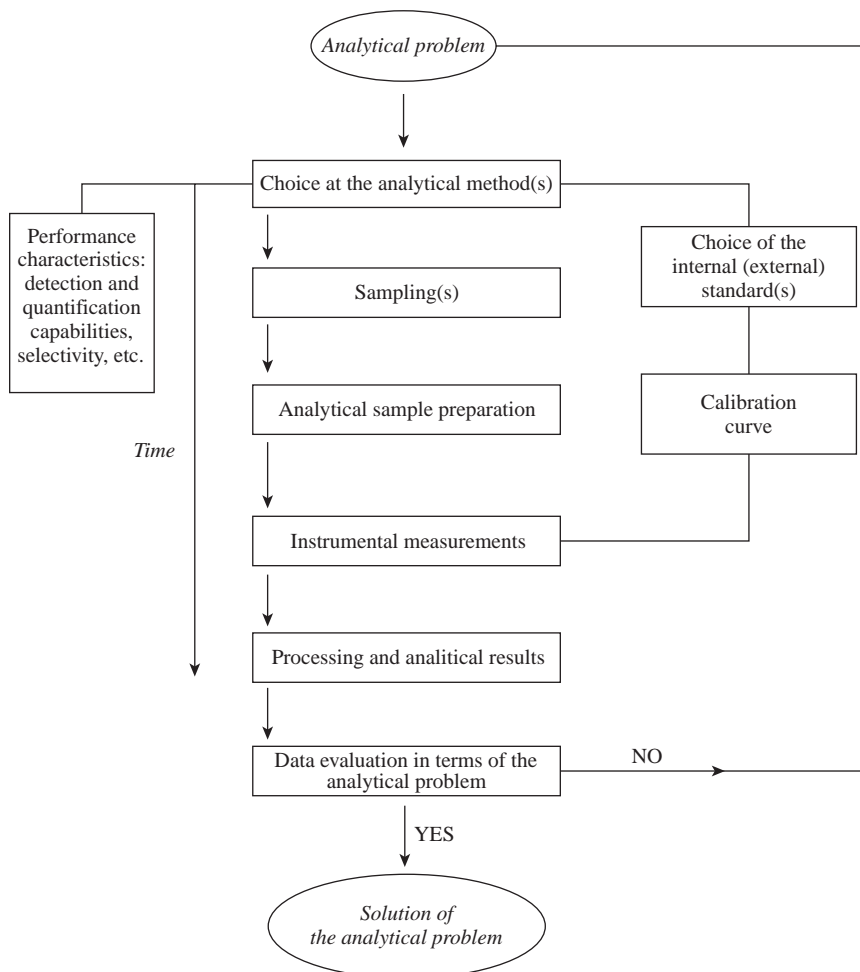 Analytical problem
Choice at the analytical method(s)
Performance
characteristics:
detection and
quantification
capabilities,
selectivity, etc.
Choice of the
internal (external)
standard(s)
Sampling(s)
Analytical sample preparation
Calibration
curve
Time
Instrumental measurements
Processing and analitical results
Data evaluation in terms of the
analytical problem
NO
YES
Solution of
the analytical problem